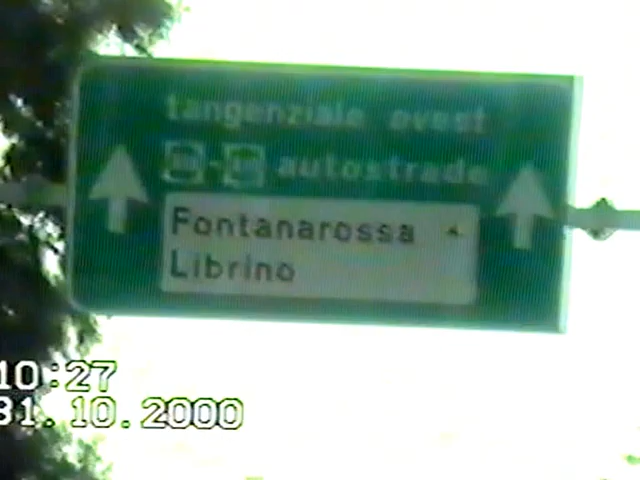 tangenziale ovest
autostrade
Fontanarossa
Librino
10:27
31.10.2000